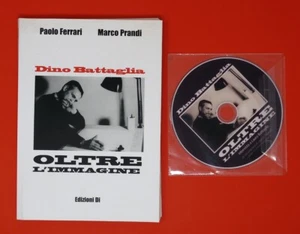 Paolo Ferrari Marco Prandi
Dino Battaglia
OLTRE
L'IMMAGINE
Edizioni DI
Dino Battaglia
OLTRE
L'IMMAGINE